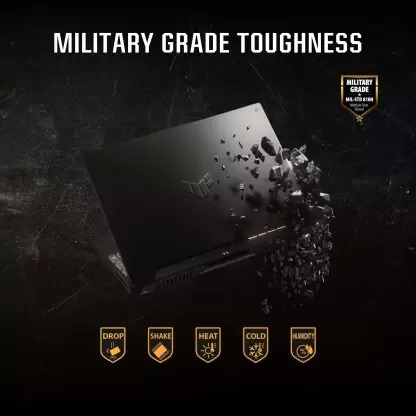 MILITARY GRADE TOUGHNESS
MILITARY
GRADE
&
MIL-STD 810H
DROP
SHAKE
HEAT
COLD
HUMIDITY